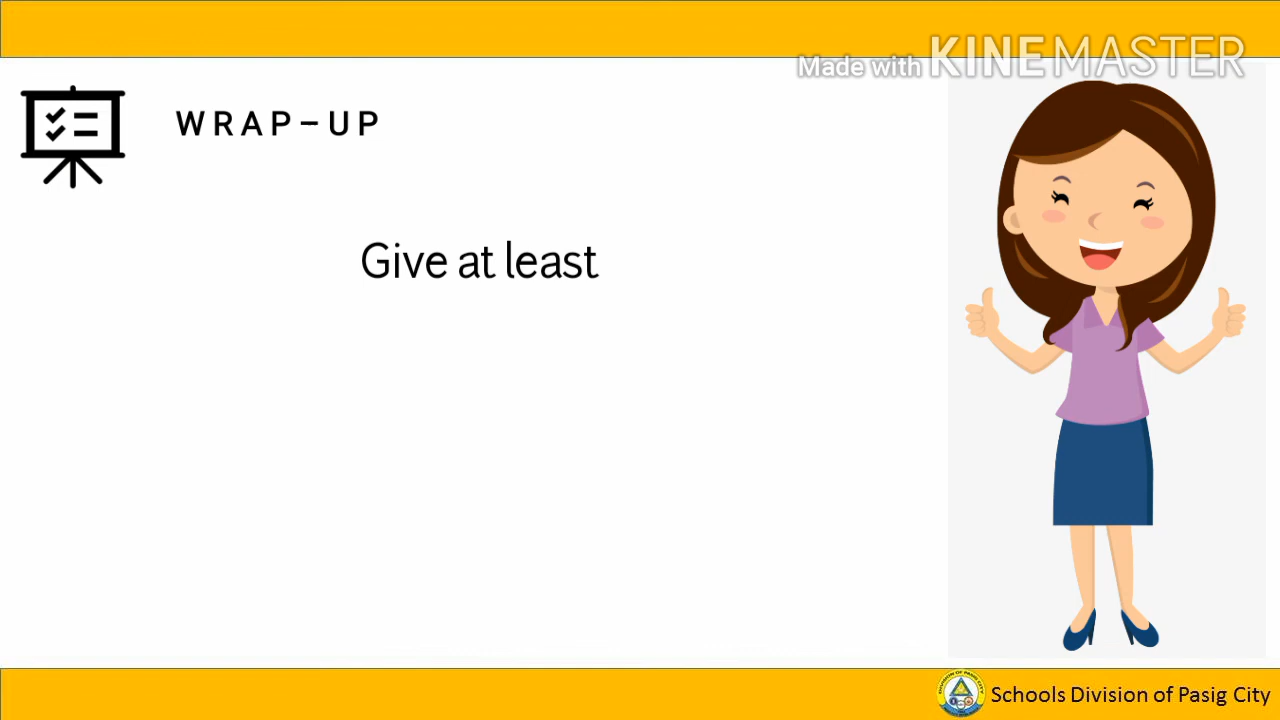 Made with KINEMASTER
WRAP-UP
Give at least
Schools Division of Pasig City